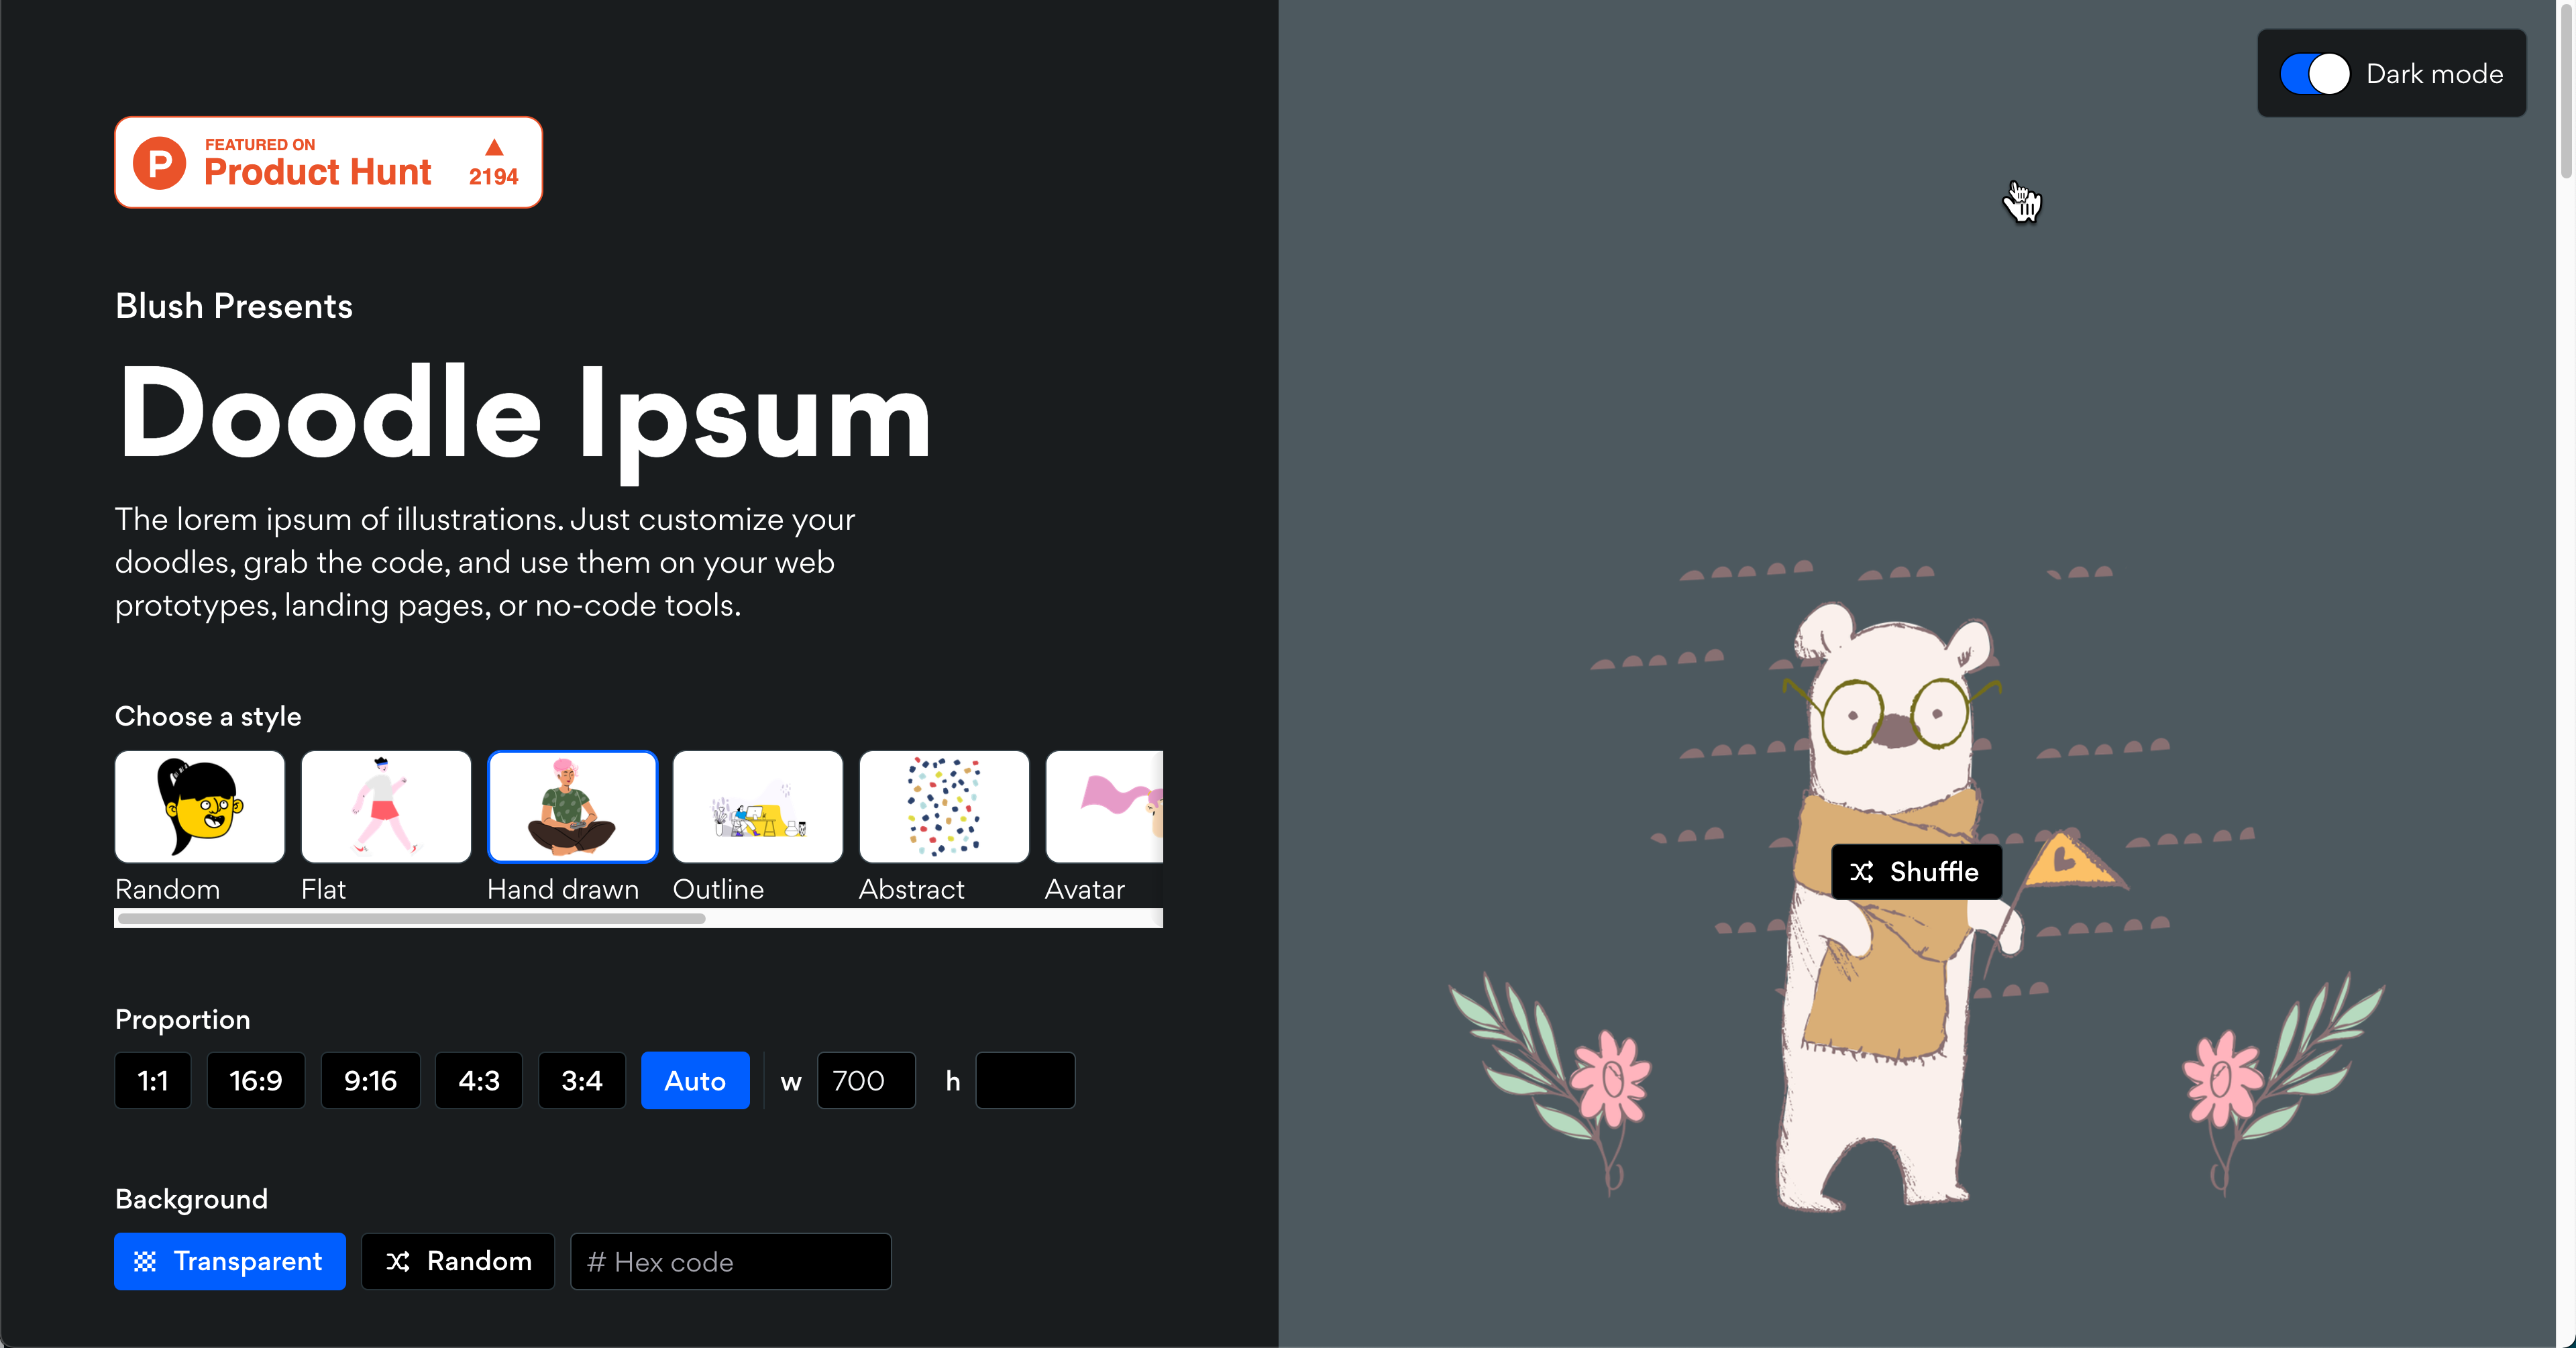 Dark mode
P
FEATURED ON
Product Hunt
2194
Blush Presents
Doodle Ipsum
The lorem ipsum of illustrations. Just customize your
doodles, grab the code, and use them on your web
prototypes, landing pages, or no-code tools.
Choose a style
Random Flat Hand drawn Outline Abstract Avatar
Shuffle
Proportion
1:1 16:9 9:16 4:3 3:4 Auto w 700 h
Background
Transparent Random # Hex code